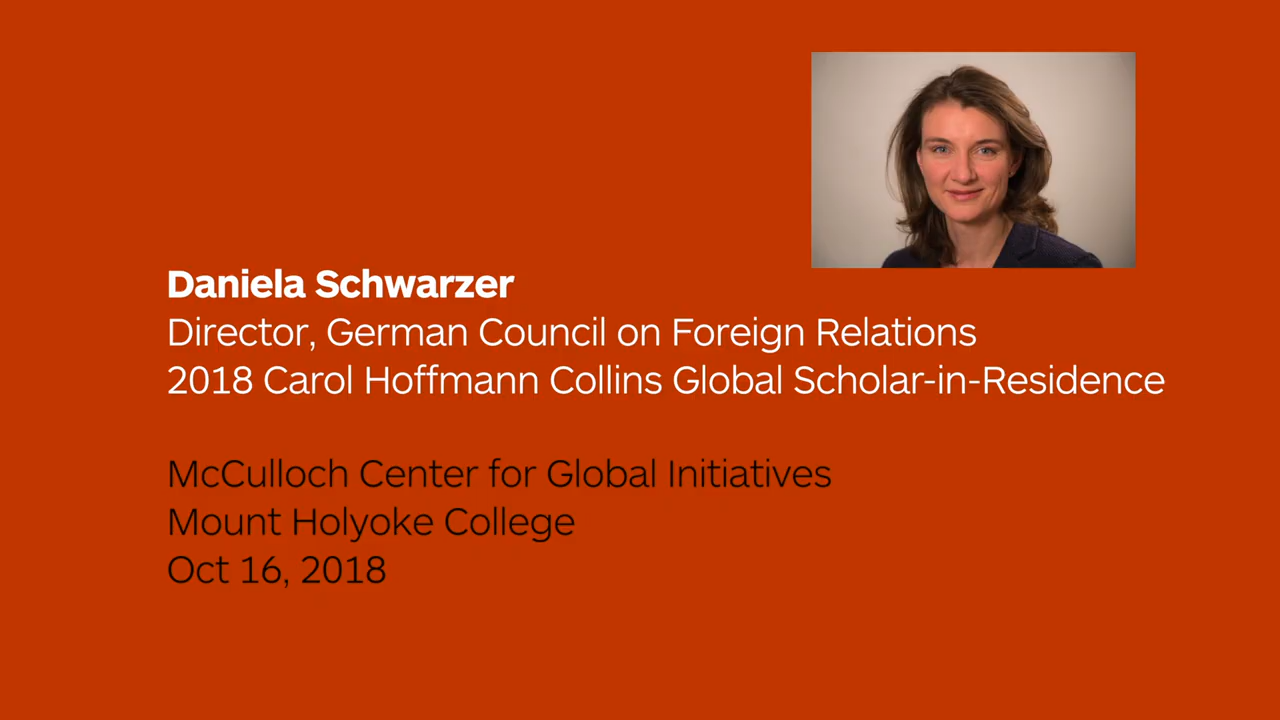 Daniela Schwarzer
Director, German Council on Foreign Relations
2018 Carol Hoffmann Collins Global Scholar-in-Residence
McCulloch Center for Global Initiatives
Mount Holyoke College
Oct 16, 2018